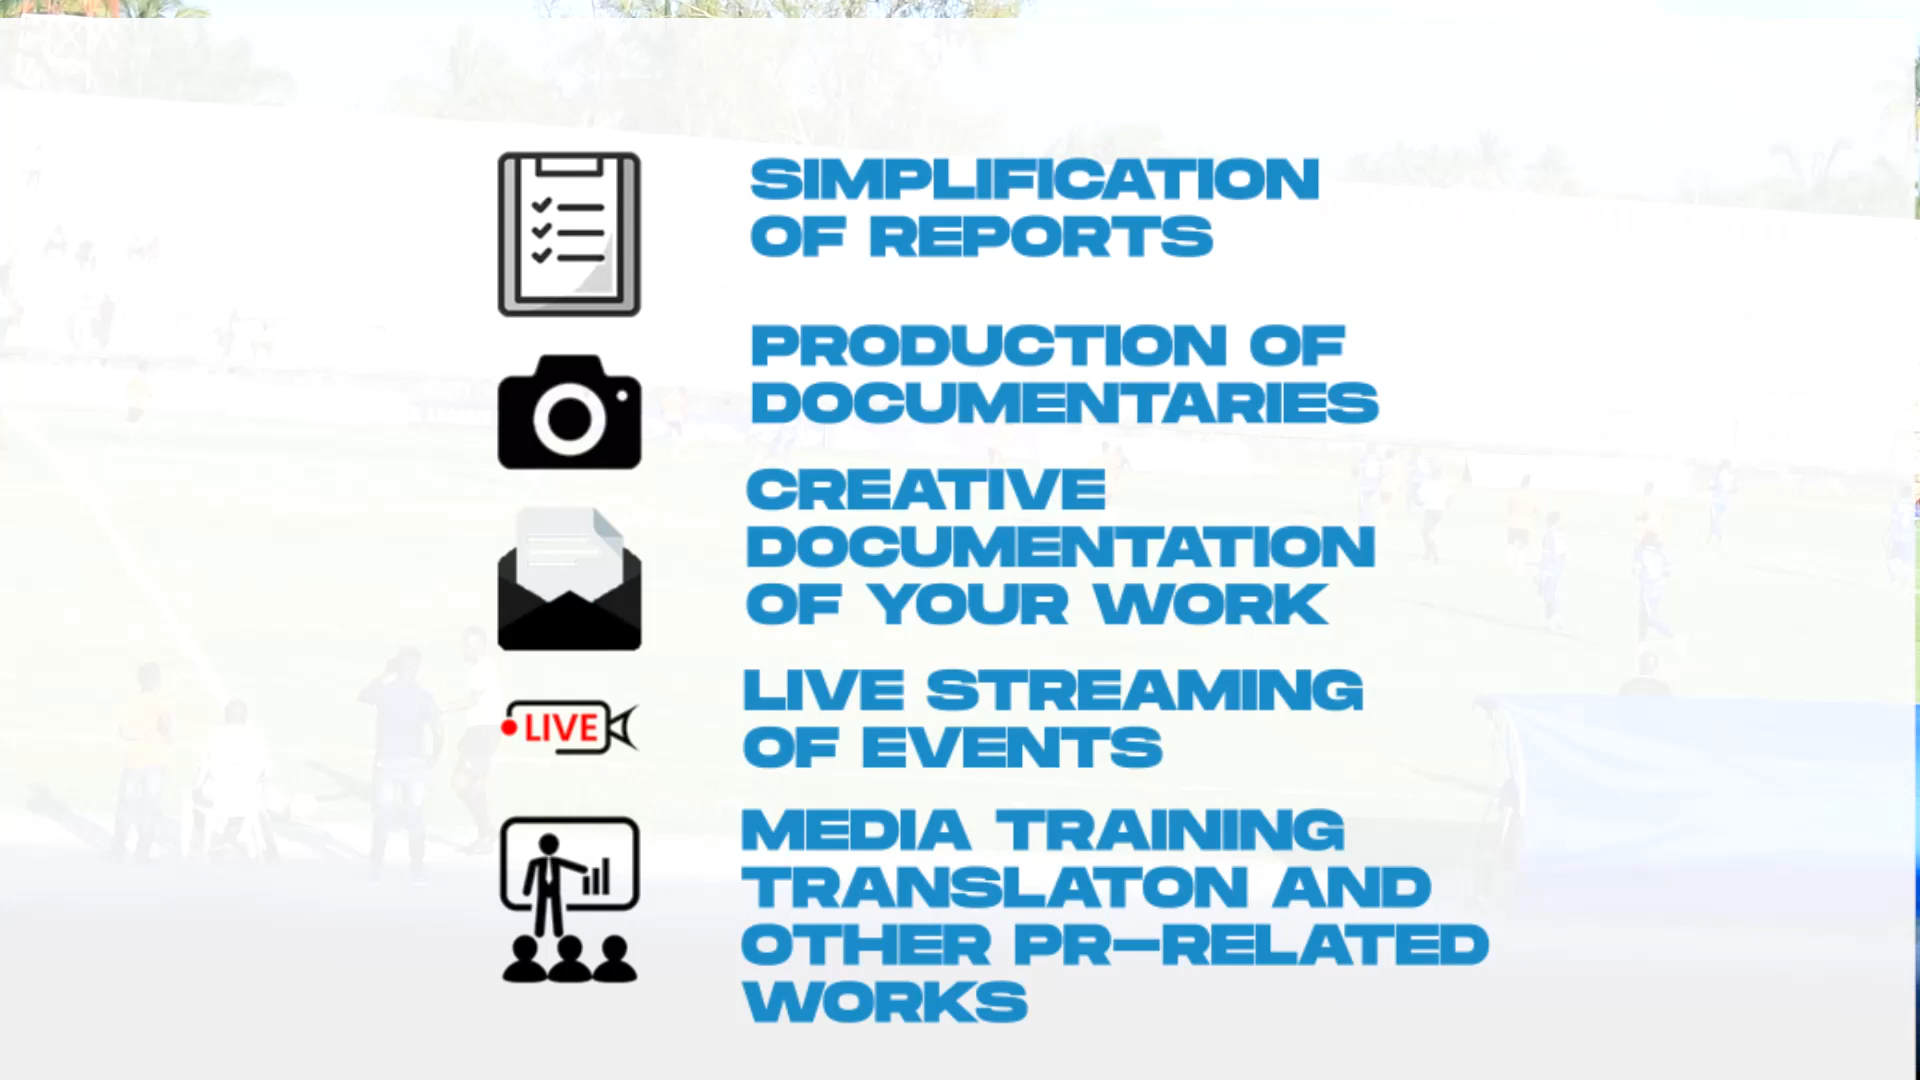 SIMPLIFICATION
OF REPORTS
PRODUCTION OF
DOCUMENTARIES
CREATIVE
DOCUMENTATION
OF YOUR WORK
LIVE
LIVE STREAMING
OF EVENTS
MEDIA TRAINING
TRANSLATON AND
OTHER PR-RELATED
WORKS